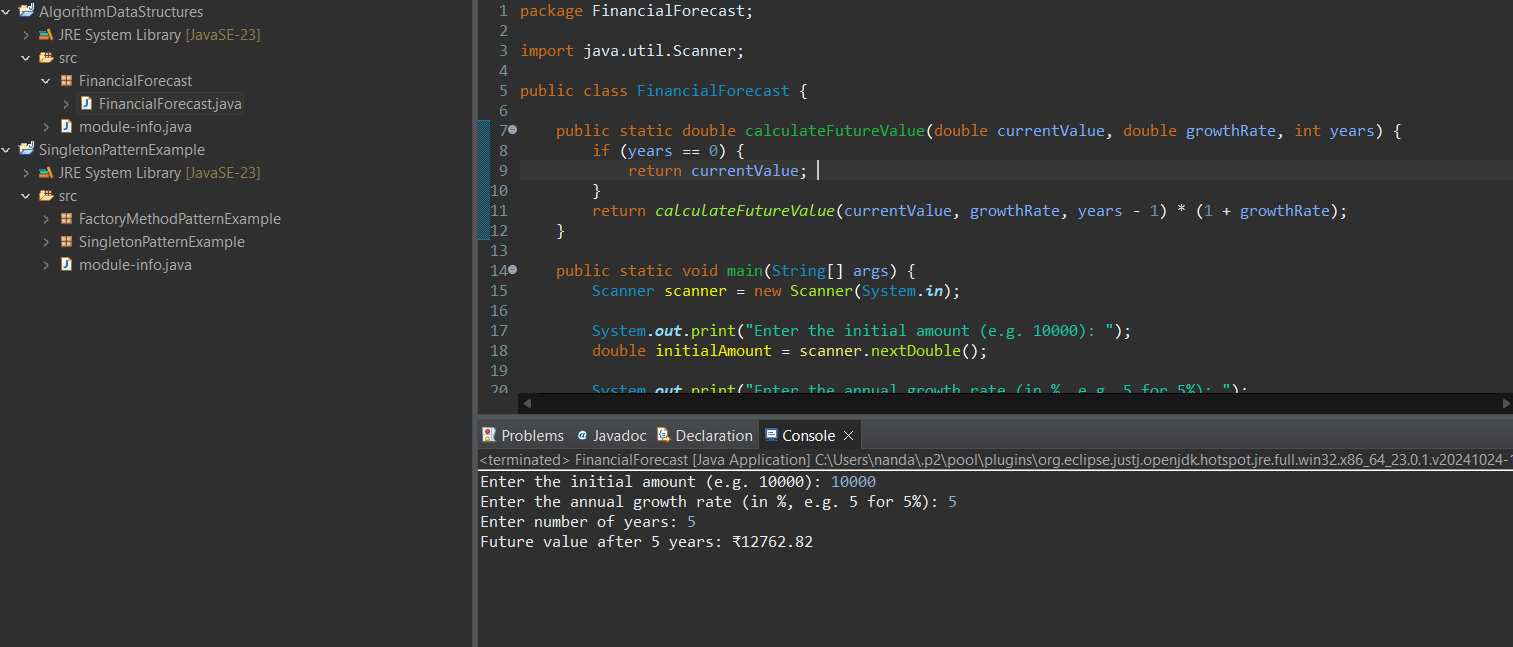 AlgorithmDataStructures
JRE System Library [JavaSE-23]
src
FinancialForecast
FinancialForecast.java
module-info.java
SingletonPatternExample
JRE System Library [JavaSE-23]
src
FactoryMethodPatternExample
SingletonPatternExample
module-info.java
1 package FinancialForecast;
2
3 import java.util.Scanner;
4
5 public class FinancialForecast {
6
7 public static double calculateFutureValue(double currentValue, double growthRate, int years) {
8 if (years == 0) {
9 return currentValue;
10 }
11 return calculateFutureValue(currentValue, growthRate, years - 1) * (1 + growthRate);
12 }
13
14 public static void main(String[] args) {
15 Scanner scanner = new Scanner(System.in);
16
17 System.out.print("Enter the initial amount (e.g. 10000): ");
18 double initialAmount = scanner.nextDouble();
19
20 System.out.print("Enter the annual growth rate (in %, e.g. 5 for 5%): ");
Problems Javadoc Declaration Console
<terminated> FinancialForecast [Java Application] C:\Users\nanda\.p2\pool\plugins\org.eclipse.justj.openjdk.hotspot.jre.full.win32.x86_64_23.0.1.v20241024-1
Enter the initial amount (e.g. 10000): 10000
Enter the annual growth rate (in %, e.g. 5 for 5%): 5
Enter number of years: 5
Future value after 5 years: ₹12762.82